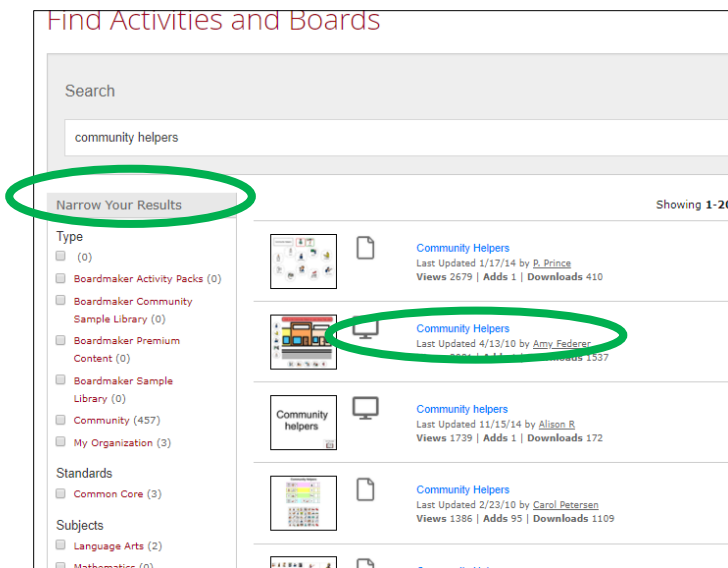 Find Activities and Boards
Search
community helpers
Narrow Your Results
Showing 1-20
Type
(0)
Boardmaker Activity Packs (0)
Boardmaker Community
Sample Library (0)
Boardmaker Premium
Content (0)
Boardmaker Sample
Library (0)
Community (457)
My Organization (3)
Standards
Common Core (3)
Subjects
Language Arts (2)
Mathematics (0)
Community Helpers
Last Updated 1/17/14 by P. Prince
Views 2679 | Adds 1 | Downloads 410
Community Helpers
Last Updated 4/13/10 by Amy Federer
Downloads 1537
Community
helpers
Community helpers
Last Updated 11/15/14 by Alison R
Views 1739 | Adds 1 | Downloads 172
Community Helpers
Last Updated 2/23/10 by Carol Petersen
Views 1386 | Adds 95 | Downloads 1109